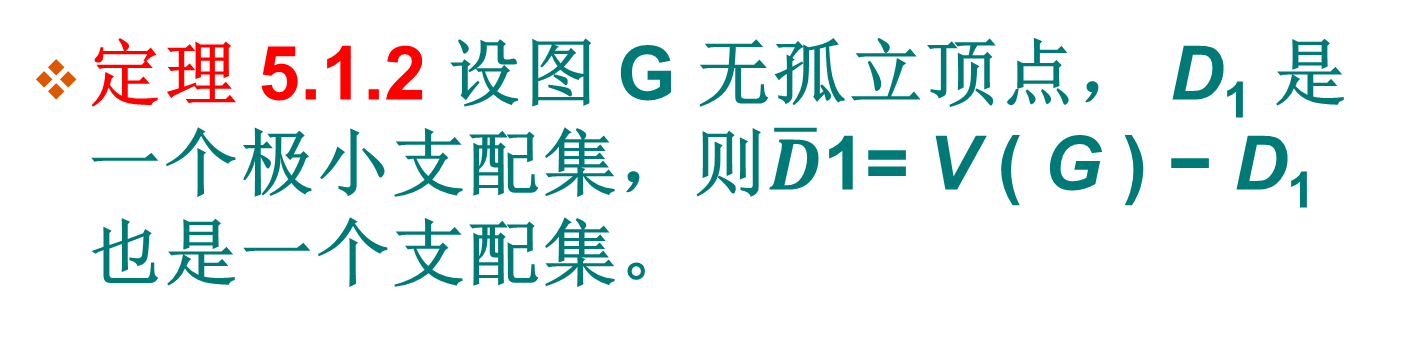 ❖定理 5.1.2 设图 G 无孤立顶点， D₁ 是
一个极小支配集，则D̅1= V ( G ) − D₁
也是一个支配集。